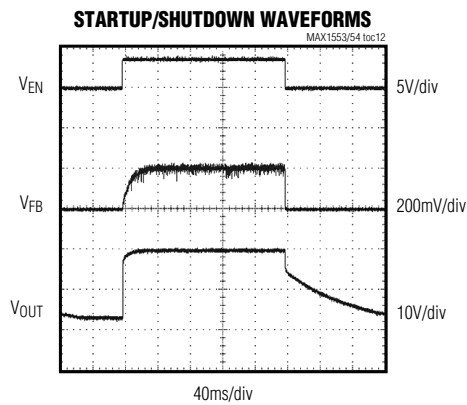 STARTUP/SHUTDOWN WAVEFORMS
MAX1553/54 toc12
VEN
5V/div
VFB
200mV/div
VOUT
10V/div
40ms/div